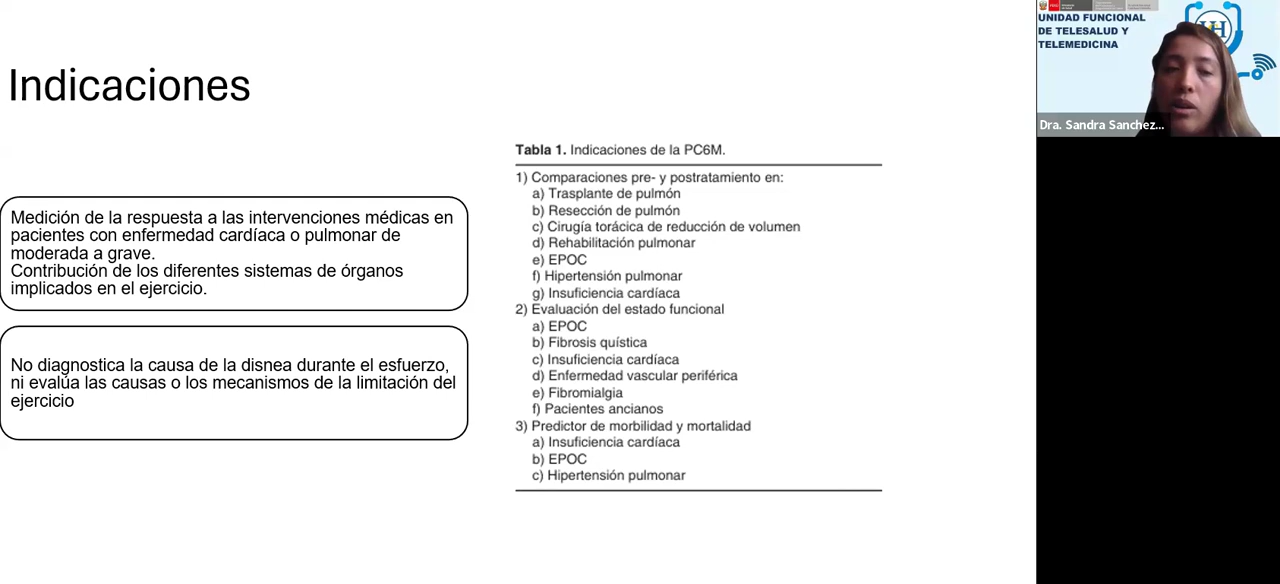 Indicaciones
Medición de la respuesta a las intervenciones médicas en
pacientes con enfermedad cardíaca o pulmonar de
moderada a grave.
Contribución de los diferentes sistemas de órganos
implicados en el ejercicio.
No diagnostica la causa de la disnea durante el esfuerzo,
ni evalúa las causas o los mecanismos de la limitación del
ejercicio
Tabla 1. Indicaciones de la PC6M.
1) Comparaciones pre- y postratamiento en:
a) Trasplante de pulmón
b) Resección de pulmón
c) Cirugía torácica de reducción de volumen
d) Rehabilitación pulmonar
e) EPOC
f) Hipertensión pulmonar
g) Insuficiencia cardíaca
2) Evaluación del estado funcional
a) EPOC
b) Fibrosis quística
c) Insuficiencia cardíaca
d) Enfermedad vascular periférica
e) Fibromialgia
f) Pacientes ancianos
3) Predictor de morbilidad y mortalidad
a) Insuficiencia cardíaca
b) EPOC
c) Hipertensión pulmonar
UNIDAD FUNCIONAL
DE TELESALUD Y
TELEMEDICINA
Dra. Sandra Sanchez...